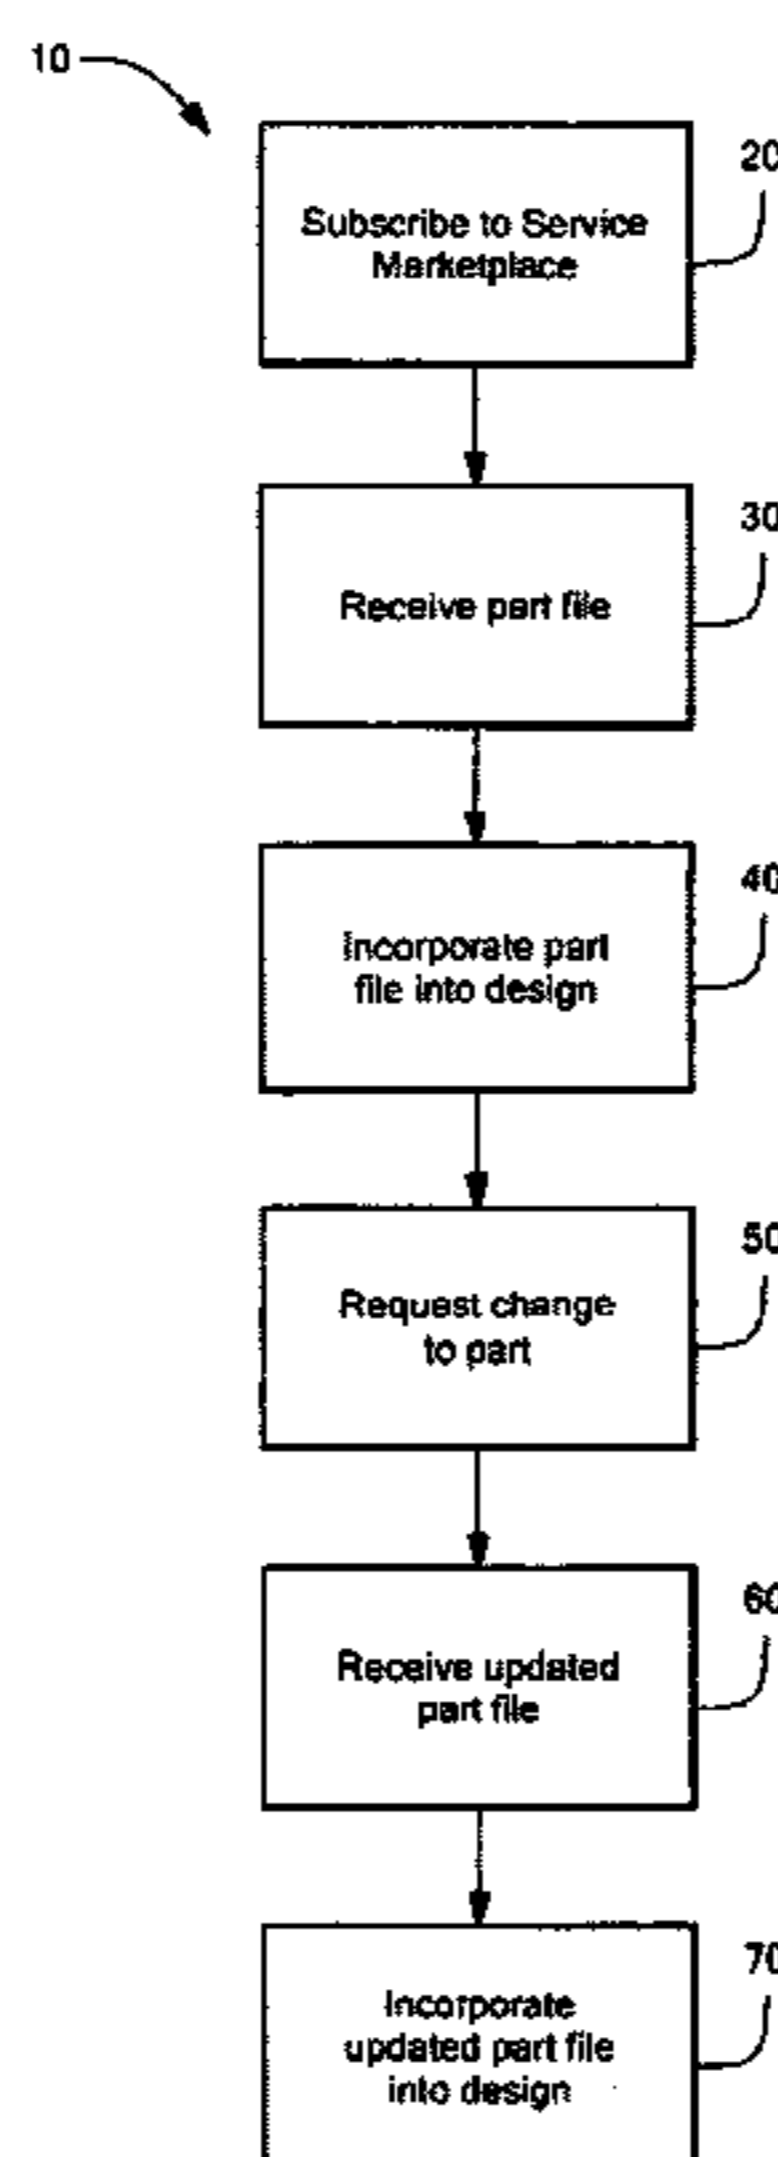 10
20
Subscribe to Service
Marketplace
30
Receive part file
40
Incorporate part
file into design
50
Request change
to part
60
Receive updated
part file
70
Incorporate
updated part file
into design